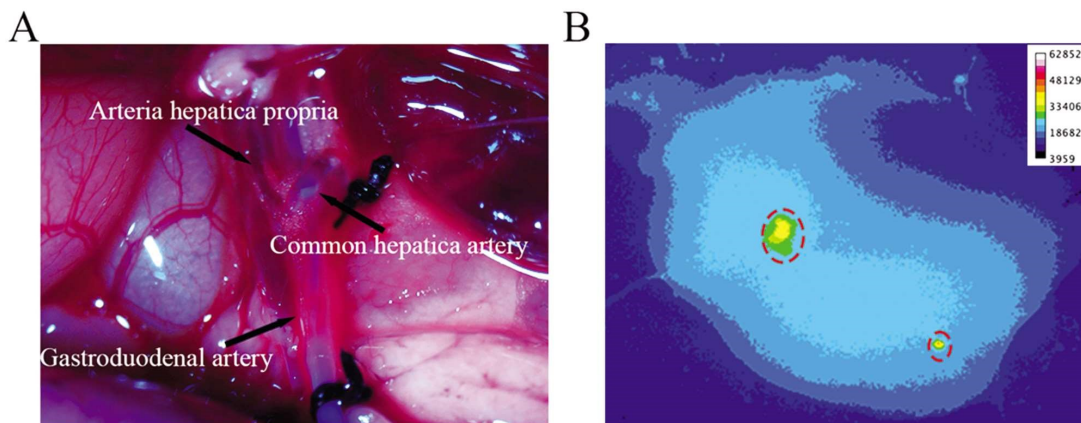 A
B
Arteria hepatica propria
Common hepatica artery
Gastroduodenal artery
62852
48129
33406
18682
3959